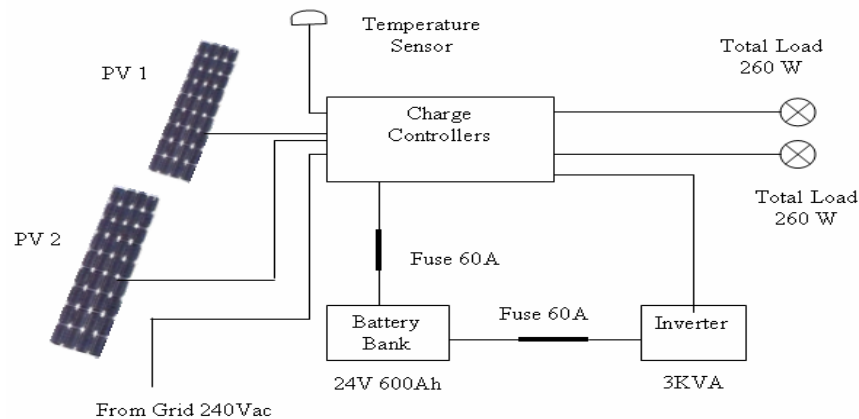 Temperature
Sensor
Total Load
260 W
PV 1
Charge
Controllers
Total Load
260 W
PV 2
Fuse 60A
Fuse 60A
Battery
Bank
Inverter
24V 600Ah
3KVA
From Grid 240Vac